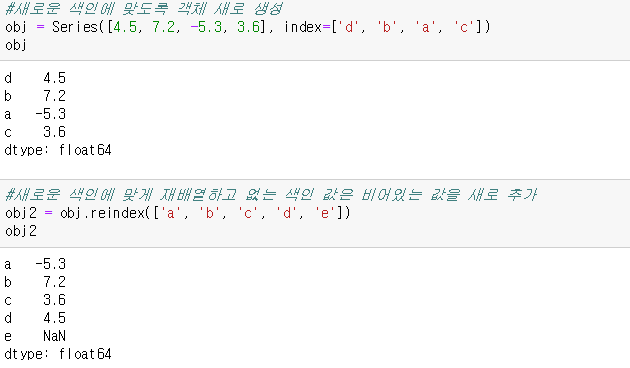 #새로운 색인에 맞도록 객체 새로 생성
obj = Series([4.5, 7.2, -5.3, 3.6], index=['d', 'b', 'a', 'c'])
obj
d    4.5
b    7.2
a   -5.3
c    3.6
dtype: float64
#새로운 색인에 맞게 재배열하고 없는 색인 값은 비어있는 값을 새로 추가
obj2 = obj.reindex(['a', 'b', 'c', 'd', 'e'])
obj2
a   -5.3
b    7.2
c    3.6
d    4.5
e    NaN
dtype: float64